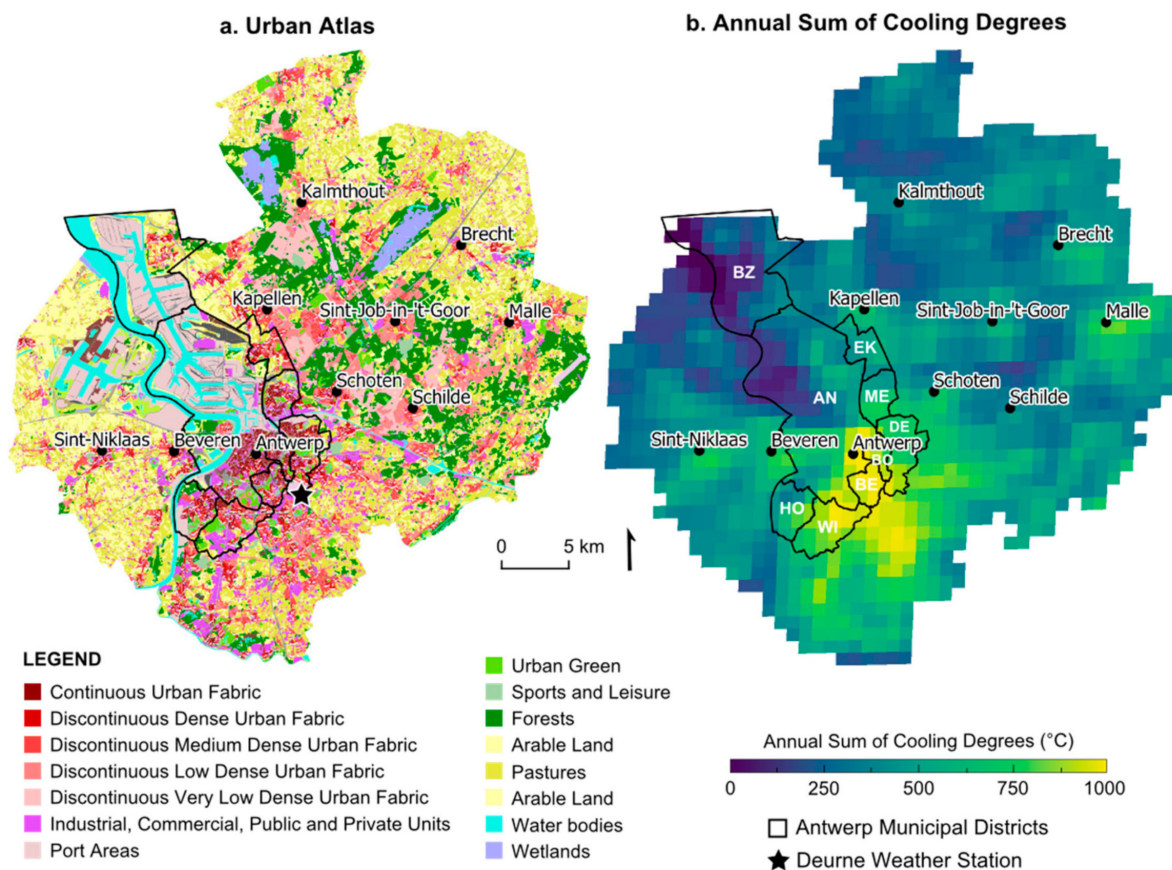 a. Urban Atlas
b. Annual Sum of Cooling Degrees
Kalmthout
Brecht
Kapellen
Sint-Job-in-'t-Goor
Malle
Schoten
Schilde
Sint-Niklaas
Beveren
Antwerp
0
5 km
Kalmthout
Brecht
BZ
Kapellen
Sint-Job-in-'t-Goor
Malle
EK
Schoten
AN
ME
Schilde
DE
Sint-Niklaas
Beveren
Antwerp
BO
BE
HO
WI
LEGEND
Continuous Urban Fabric
Discontinuous Dense Urban Fabric
Discontinuous Medium Dense Urban Fabric
Discontinuous Low Dense Urban Fabric
Discontinuous Very Low Dense Urban Fabric
Industrial, Commercial, Public and Private Units
Port Areas
Urban Green
Sports and Leisure
Forests
Arable Land
Pastures
Arable Land
Water bodies
Wetlands
Annual Sum of Cooling Degrees (°C)
0 250 500 750 1000
Antwerp Municipal Districts
Deurne Weather Station